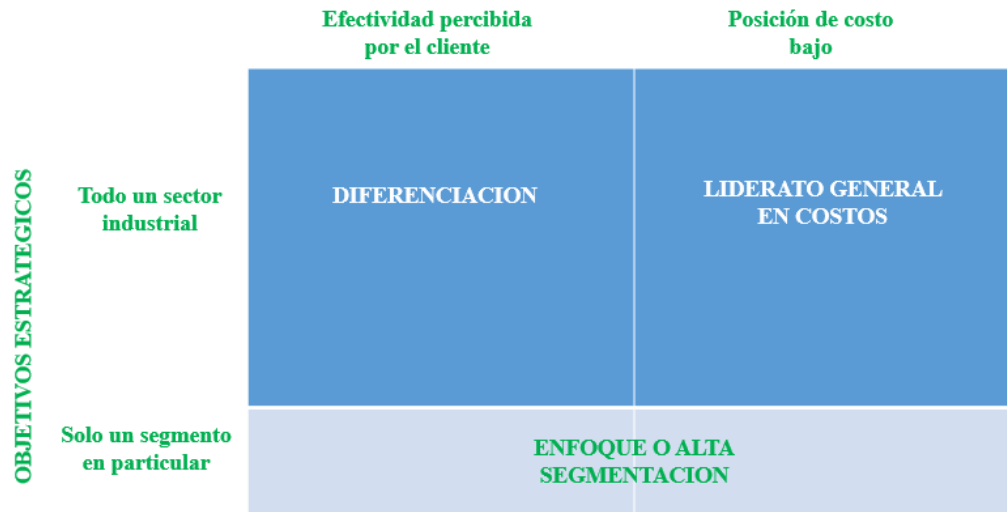 Efectividad percibida
por el cliente
Posición de costo
bajo
OBJETIVOS ESTRATEGICOS
Todo un sector
industrial
DIFERENCIACION
LIDERATO GENERAL
EN COSTOS
Solo un segmento
en particular
ENFOQUE O ALTA
SEGMENTACION